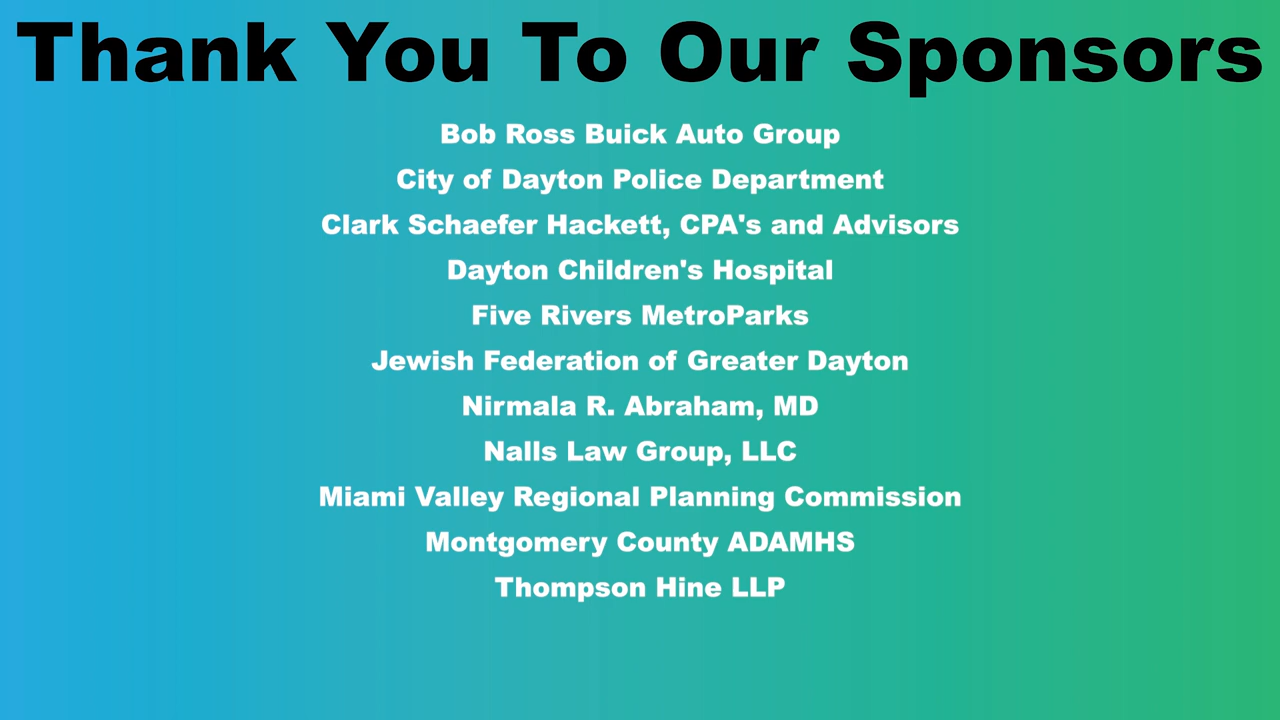 Thank You To Our Sponsors
Bob Ross Buick Auto Group
City of Dayton Police Department
Clark Schaefer Hackett, CPA's and Advisors
Dayton Children's Hospital
Five Rivers MetroParks
Jewish Federation of Greater Dayton
Nirmala R. Abraham, MD
Nalls Law Group, LLC
Miami Valley Regional Planning Commission
Montgomery County ADAMHS
Thompson Hine LLP